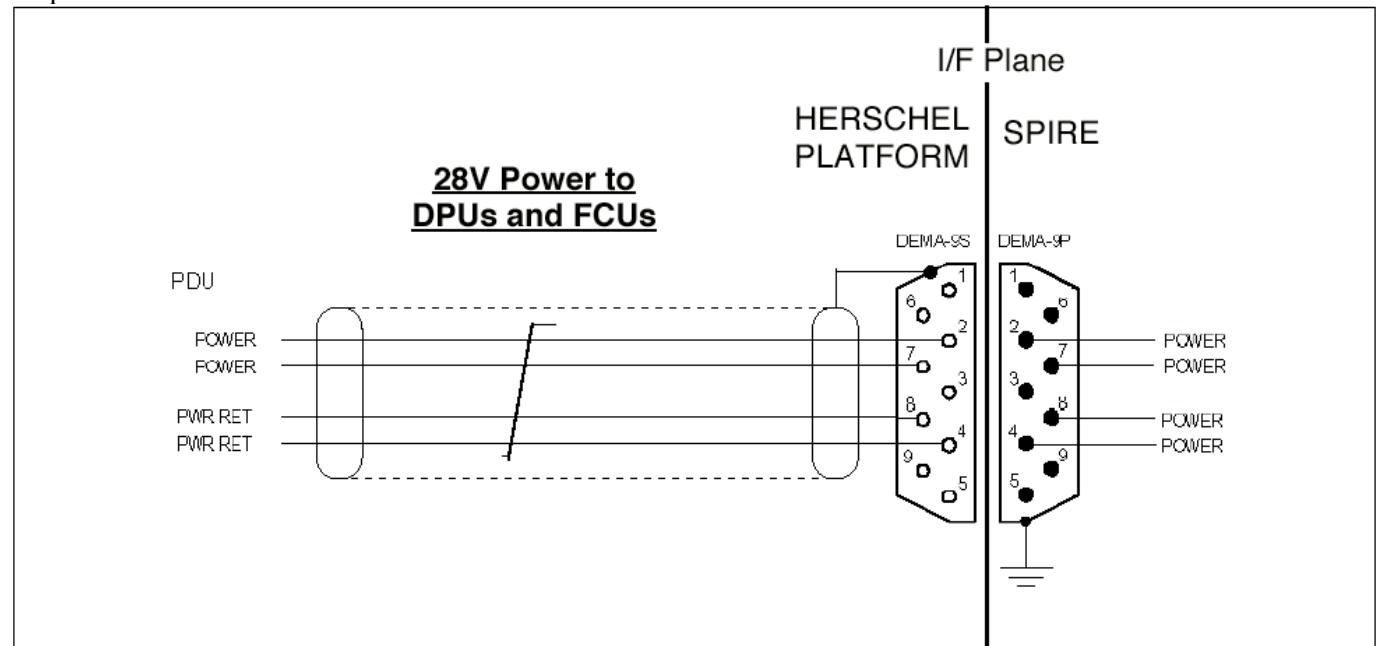 I/F Plane
HERSCHEL
PLATFORM
SPIRE
28V Power to
DPUs and FCUs
DEMA-9S
DEMA-9P
PDU
POWER
POWER
PWR RET
PWR RET
1
6
2
7
3
8
4
9
5
1
6
2
7
3
8
4
9
5
POWER
POWER
POWER
POWER